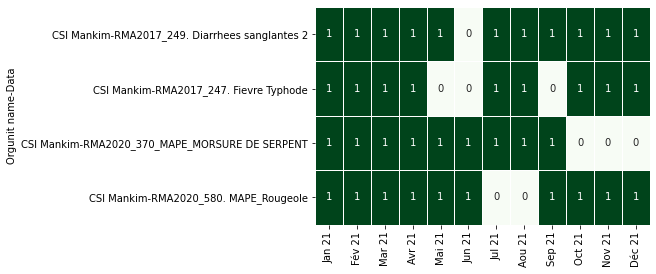 CSI Mankim-RMA2017_249. Diarrhees sanglantes 2 1 1 1 1 1 0 1 1 1 1 1 1
CSI Mankim-RMA2017_247. Fievre Typhode 1 1 1 1 0 0 1 1 0 1 1 1
CSI Mankim-RMA2020_370_MAPE_MORSURE DE SERPENT 1 1 1 1 1 1 1 1 1 0 0 0
CSI Mankim-RMA2020_580. MAPE_Rougeole 1 1 1 1 1 1 0 0 1 1 1 1
Orgunit name-Data
Jan 21 Fév 21 Mar 21 Avr 21 Mai 21 Jun 21 Jul 21 Aou 21 Sep 21 Oct 21 Nov 21 Déc 21